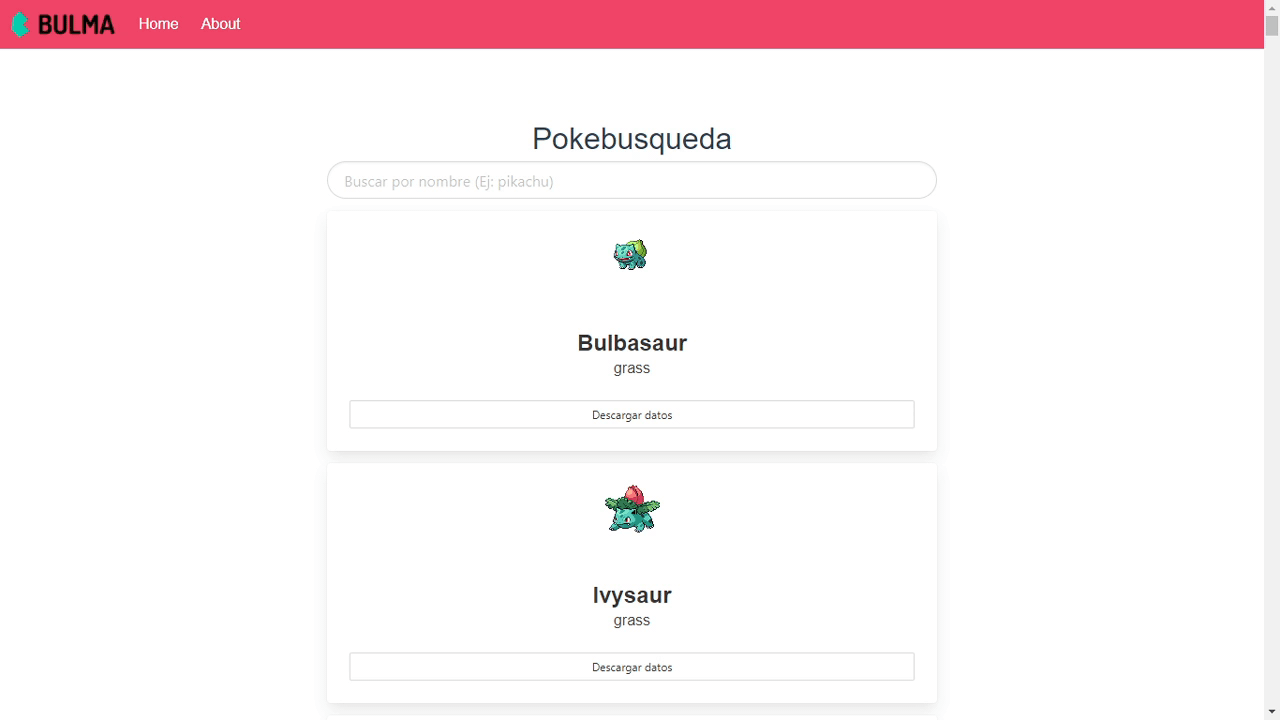 BULMA Home About
Pokebusqueda
Buscar por nombre (Ej: pikachu)
Bulbasaur
grass
Descargar datos
Ivysaur
grass
Descargar datos